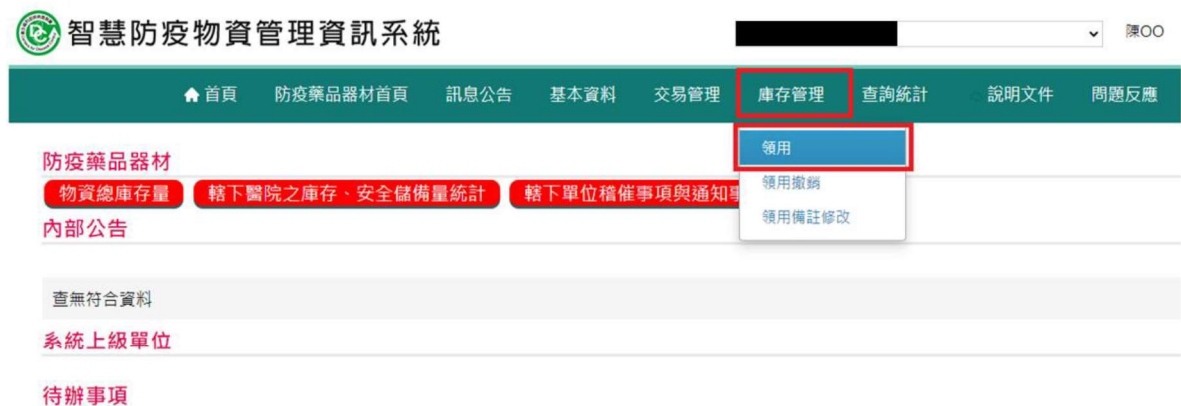 智慧防疫物資管理資訊系統
陳OO
首頁 防疫藥品器材首頁 訊息公告 基本資料 交易管理 庫存管理 查詢統計 說明文件 問題反應
領用
領用撤銷
領用備註修改
防疫藥品器材
物資總庫存量 轄下醫院之庫存、安全儲備量統計 轄下單位稽催事項與通知
內部公告
查無符合資料
系統上級單位
待辦事項